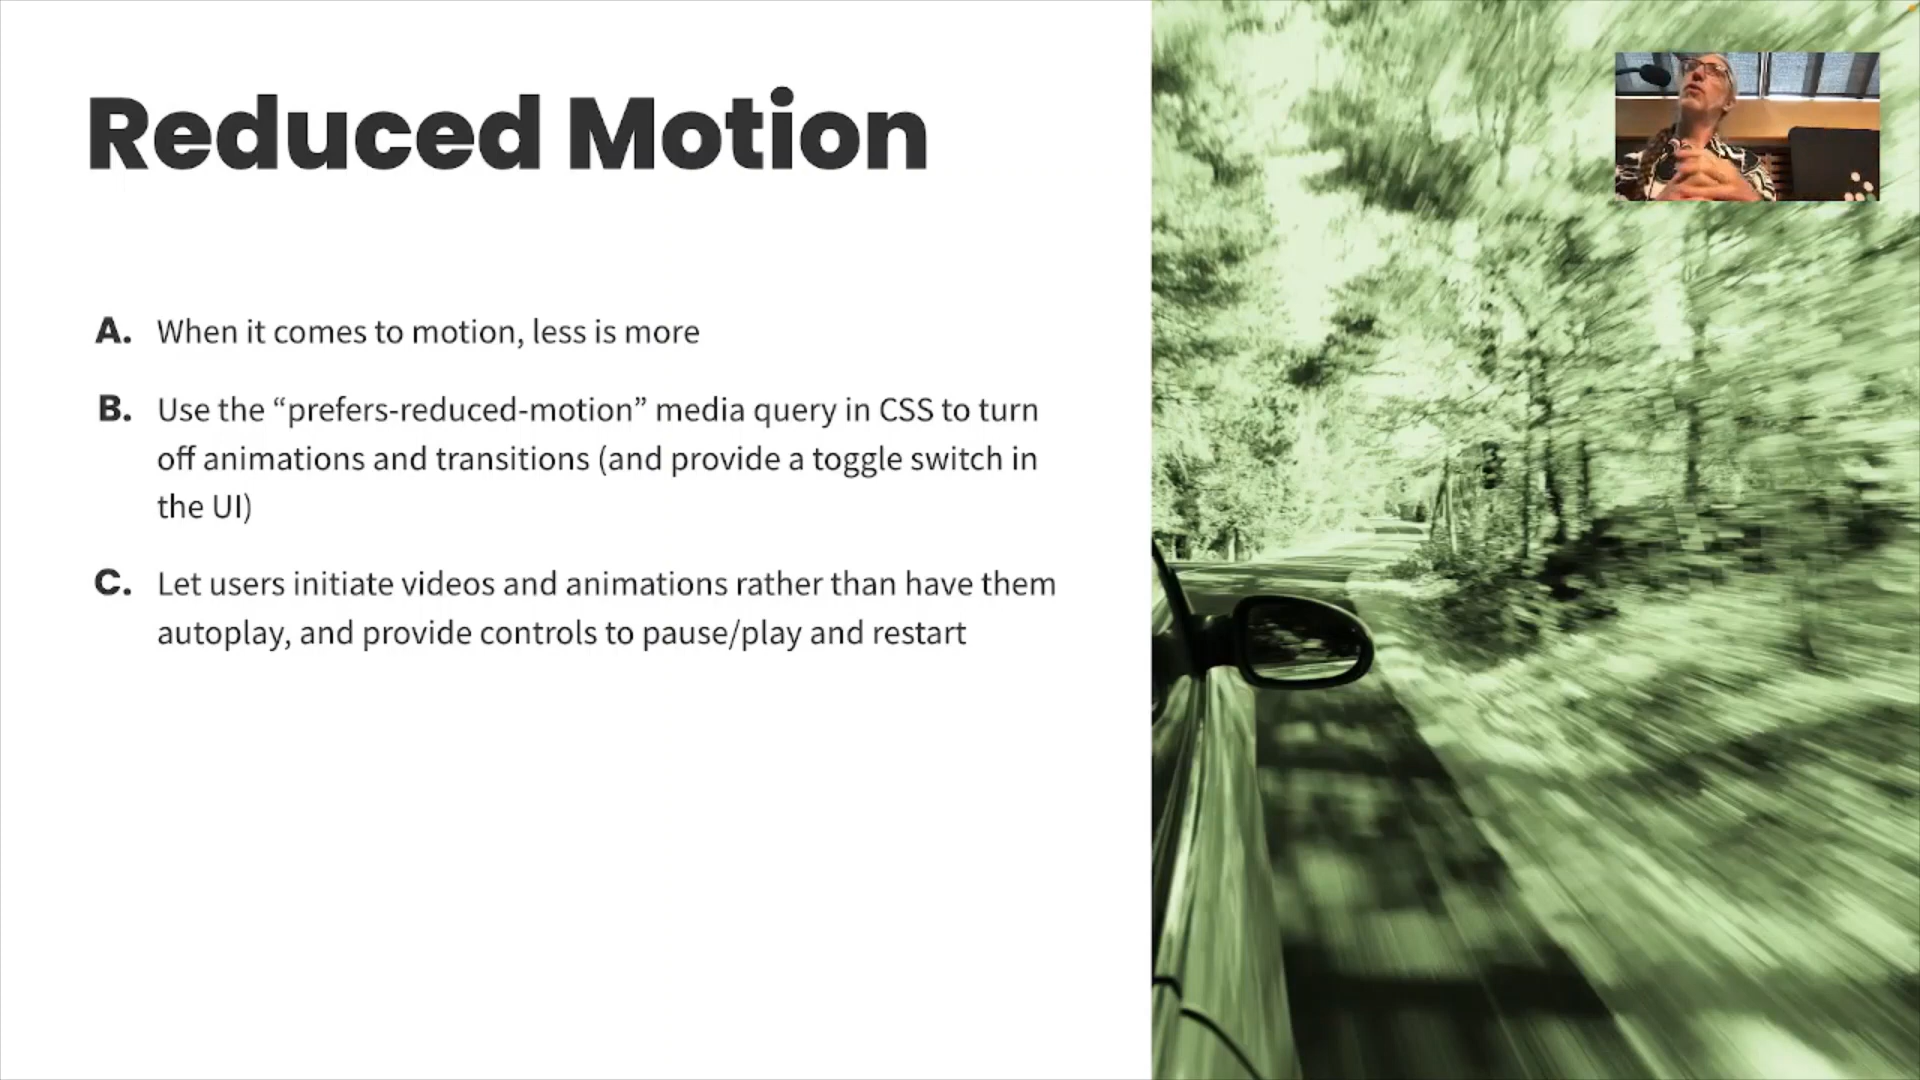 Reduced Motion
A. When it comes to motion, less is more
B. Use the “prefers-reduced-motion” media query in CSS to turn
off animations and transitions (and provide a toggle switch in
the UI)
C. Let users initiate videos and animations rather than have them
autoplay, and provide controls to pause/play and restart